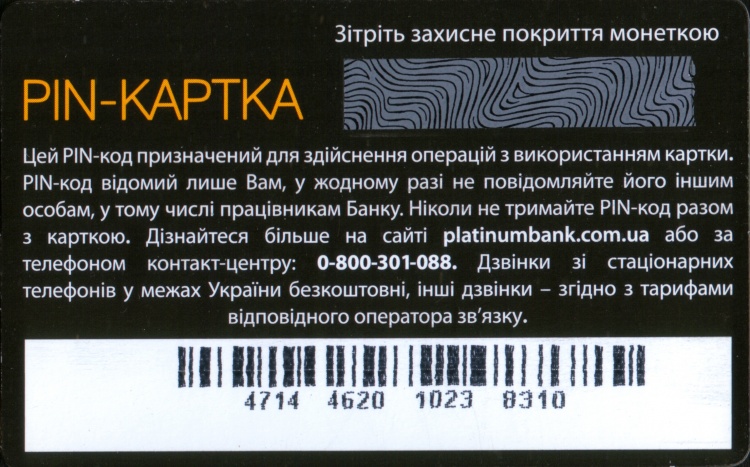 Зітріть захисне покриття монеткою
PIN-КАРТКА
Цей PIN-код призначений для здійснення операцій з використанням картки.
PIN-код відомий лише Вам, у жодному разі не повідомляйте його іншим
особам, у тому числі працівникам Банку. Ніколи не тримайте PIN-код разом
з карткою. Дізнайтеся більше на сайті platinumbank.com.ua або за
телефоном контакт-центру: 0-800-301-088. Дзвінки зі стаціонарних
телефонів у межах України безкоштовні, інші дзвінки – згідно з тарифами
відповідного оператора зв’язку.
4714 4620 1023 8310